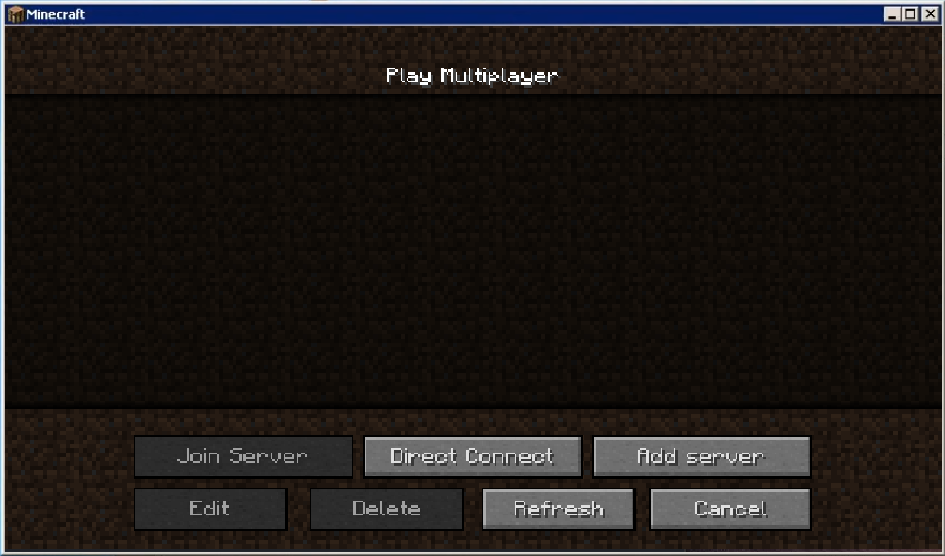 Minecraft
Play Multiplayer
Join Server Direct Connect Add server
Edit Delete Refresh Cancel